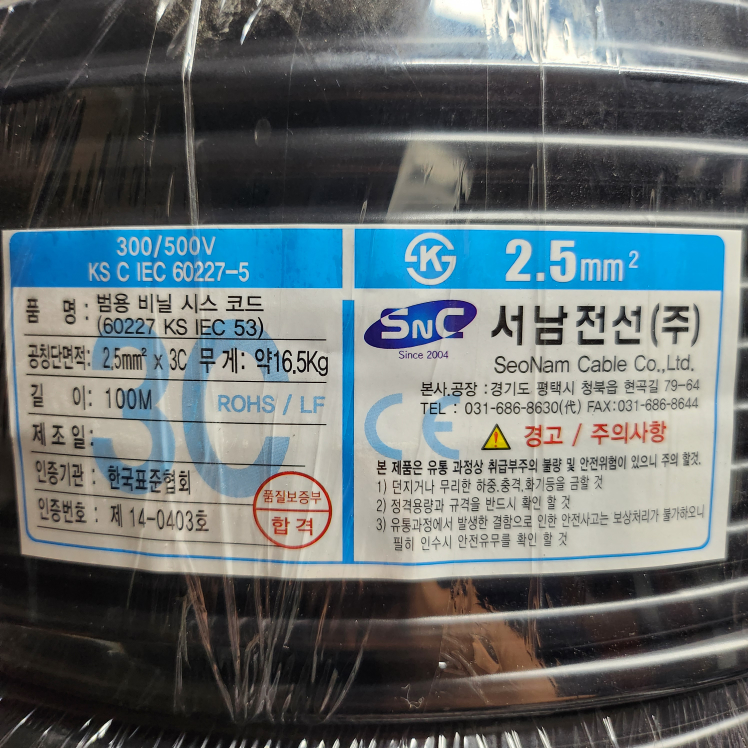 300/500V
KS C IEC 60227-5
품 명 : 범용 비닐 시스 코드
(60227 KS IEC 53)
공칭단면적: 2.5mm² x 3C 무 게: 약16.5Kg
길 이: 100M
ROHS / LF
제 조 일:
인증기관 : 한국표준협회
인증번호 : 제 14-0403호
3C
품질보증부
합 격
K
2.5mm²
SNC
Since 2004
서남전선(주)
SeoNam Cable Co.,Ltd.
본사.공장 : 경기도 평택시 청북읍 현곡길 79-64
TEL : 031-686-8630(代) FAX:031-686-8644
CE
경고 / 주의사항
본 제품은 유통 과정상 취급부주의 불량 및 안전위험이 있으니 주의 할것.
1) 던지거나 무리한 하중.충격.화기등을 금할 것
2) 정격용량과 규격을 반드시 확인 할 것
3) 유통과정에서 발생한 결함으로 인한 안전사고는 보상처리가 불가하오니
필히 인수시 안전유무를 확인 할 것